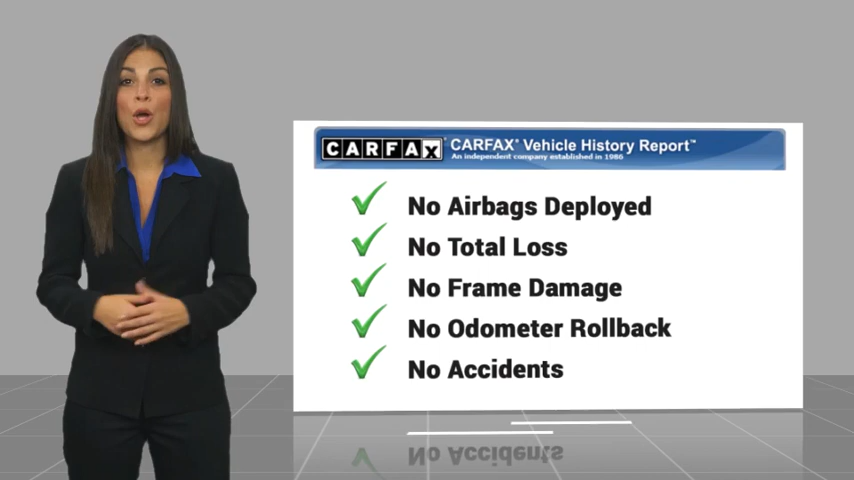 CARFAX CARFAX® Vehicle History Report™
An independent company established in 1986
No Airbags Deployed
No Total Loss
No Frame Damage
No Odometer Rollback
No Accidents
No Accidents